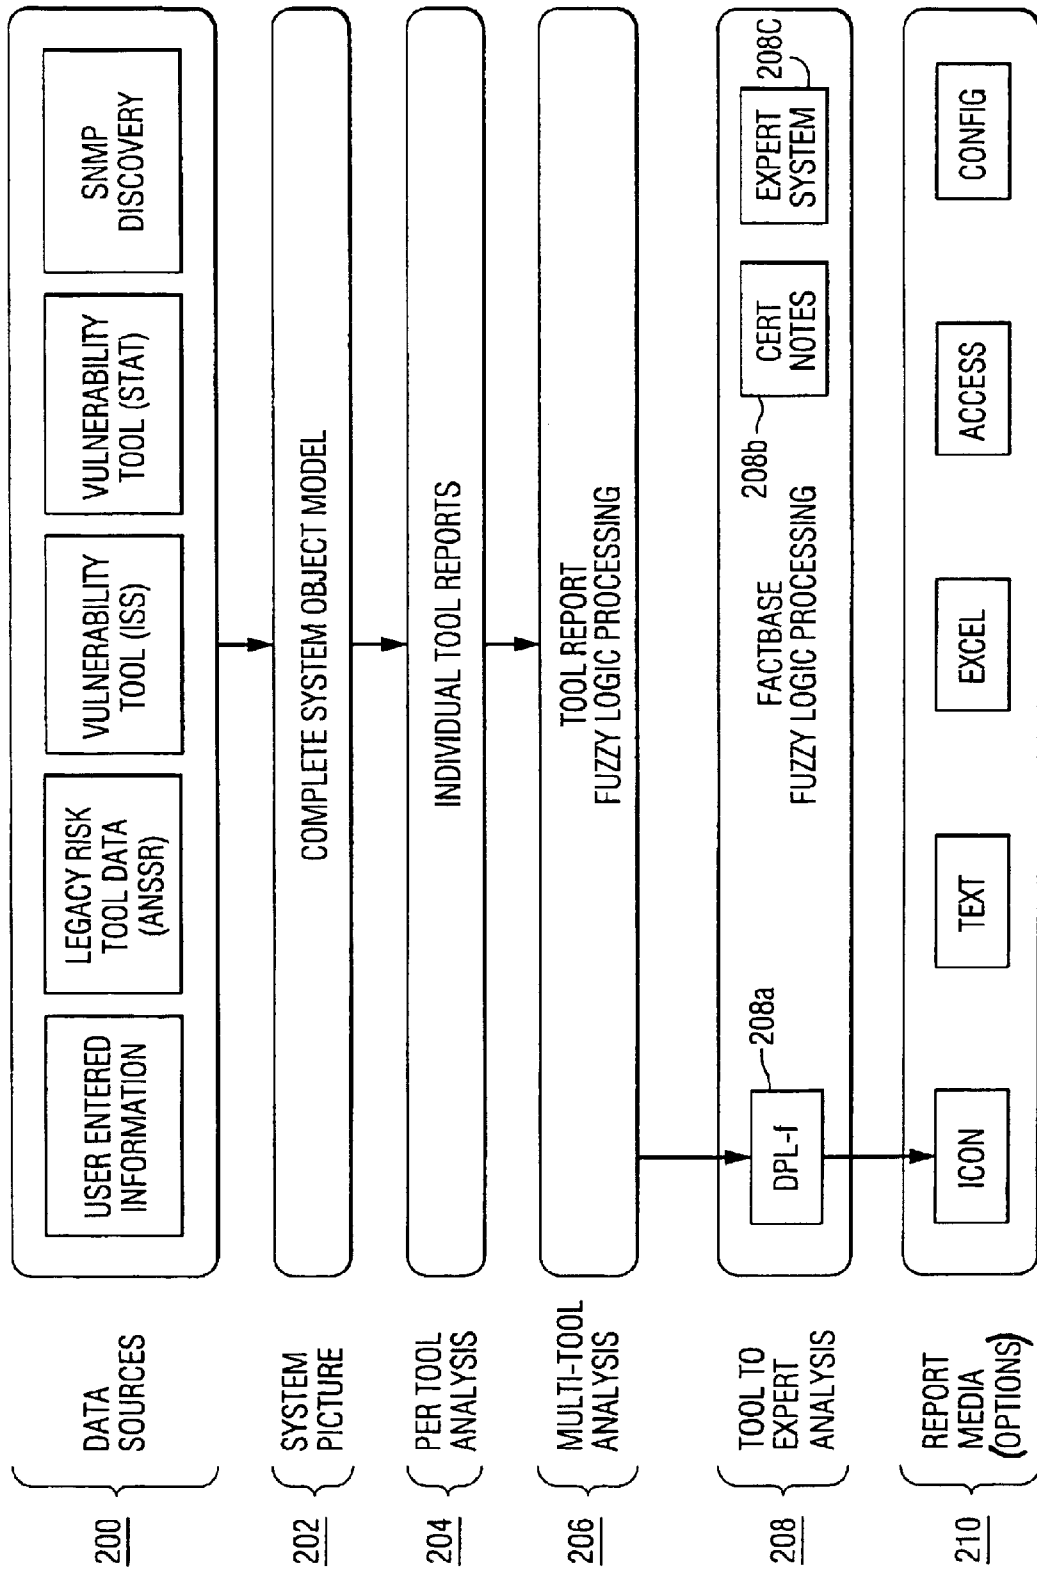 200
DATA
SOURCES
USER ENTERED
INFORMATION
LEGACY RISK
TOOL DATA
(ANSSR)
VULNERABILITY
TOOL (ISS)
VULNERABILITY
TOOL (STAT)
SNMP
DISCOVERY
202
SYSTEM
PICTURE
COMPLETE SYSTEM OBJECT MODEL
204
PER TOOL
ANALYSIS
INDIVIDUAL TOOL REPORTS
206
MULTI-TOOL
ANALYSIS
TOOL REPORT
FUZZY LOGIC PROCESSING
208
TOOL TO
EXPERT
ANALYSIS
DPL-f
208a
FACTBASE
FUZZY LOGIC PROCESSING
208b
CERT
NOTES
EXPERT
SYSTEM
208C
210
REPORT
MEDIA
(OPTIONS)
ICON
TEXT
EXCEL
ACCESS
CONFIG